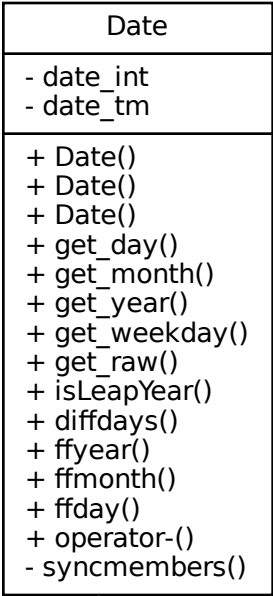 Date
- date_int
- date_tm
+ Date()
+ Date()
+ Date()
+ get_day()
+ get_month()
+ get_year()
+ get_weekday()
+ get_raw()
+ isLeapYear()
+ diffdays()
+ ffyear()
+ ffmonth()
+ ffday()
+ operator-()
- syncmembers()